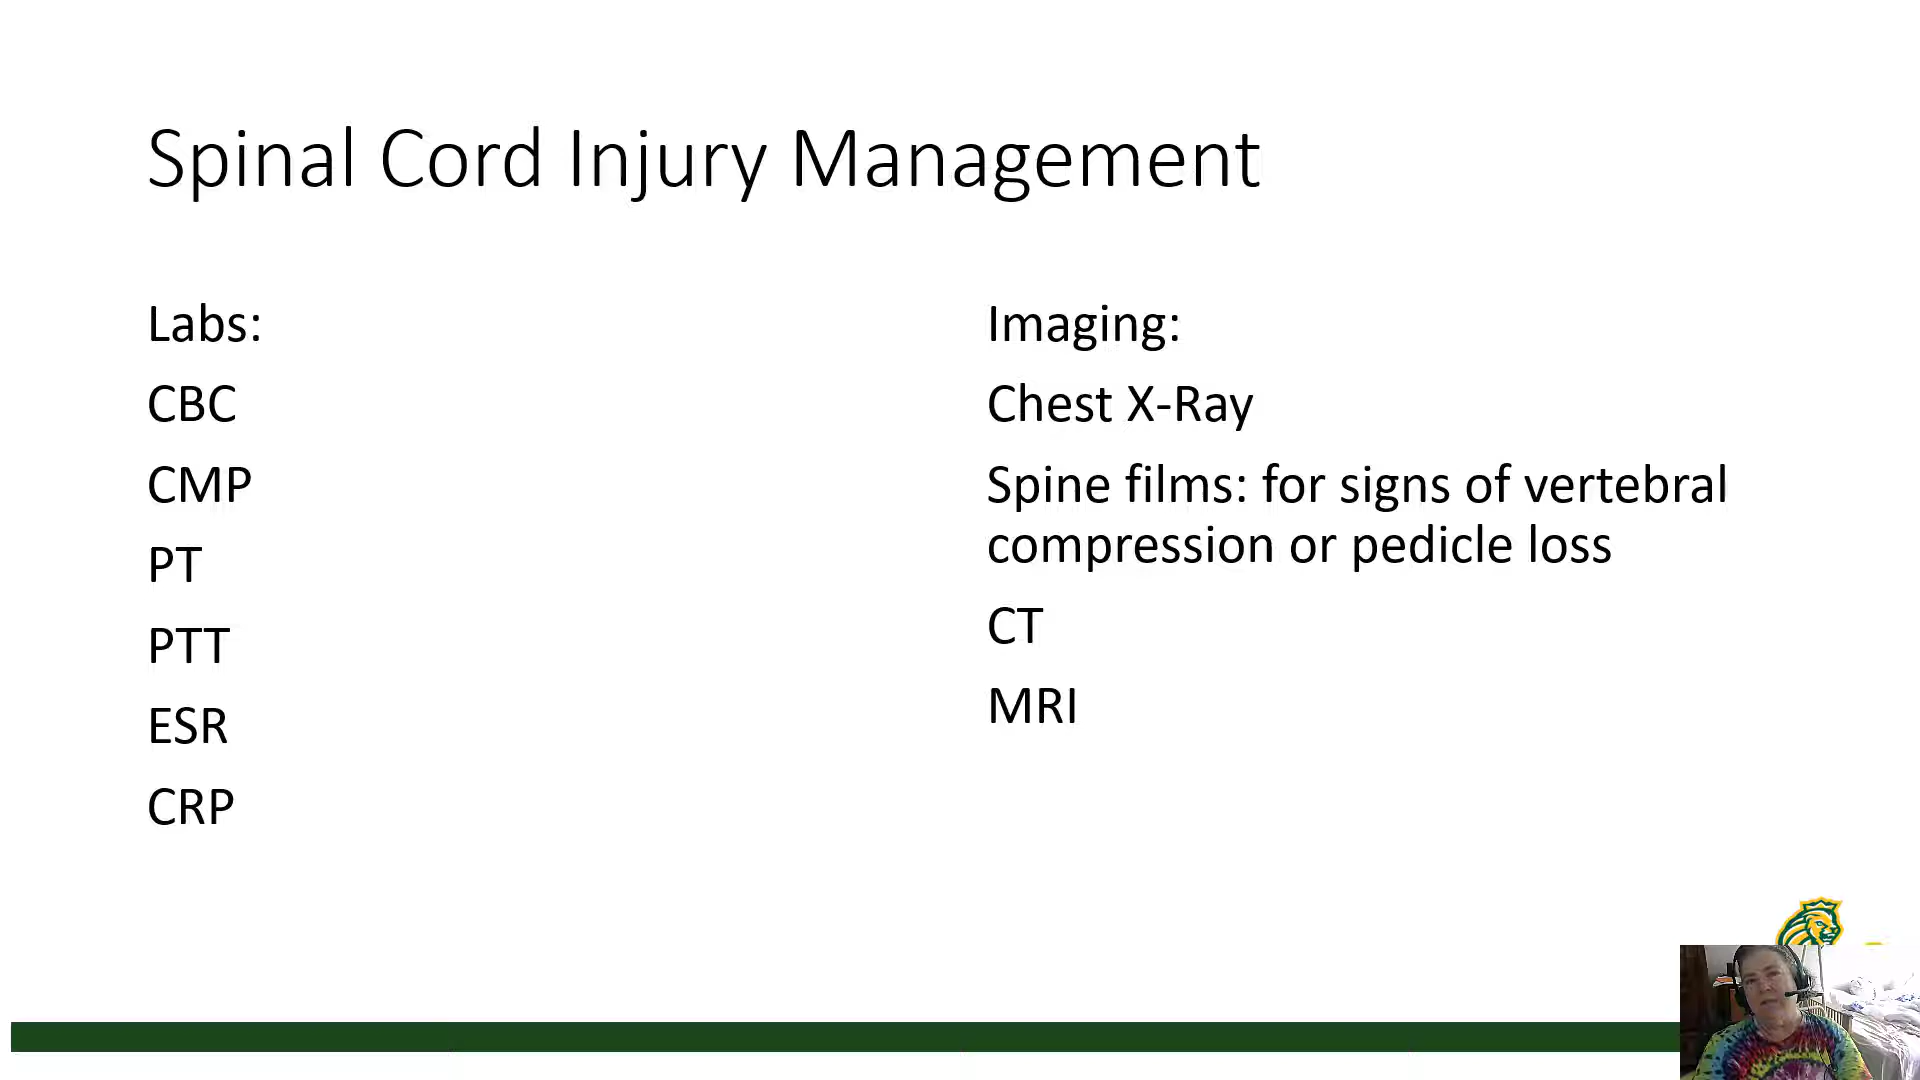 Spinal Cord Injury Management
Labs:
CBC
CMP
PT
PTT
ESR
CRP
Imaging:
Chest X-Ray
Spine films: for signs of vertebral
compression or pedicle loss
CT
MRI